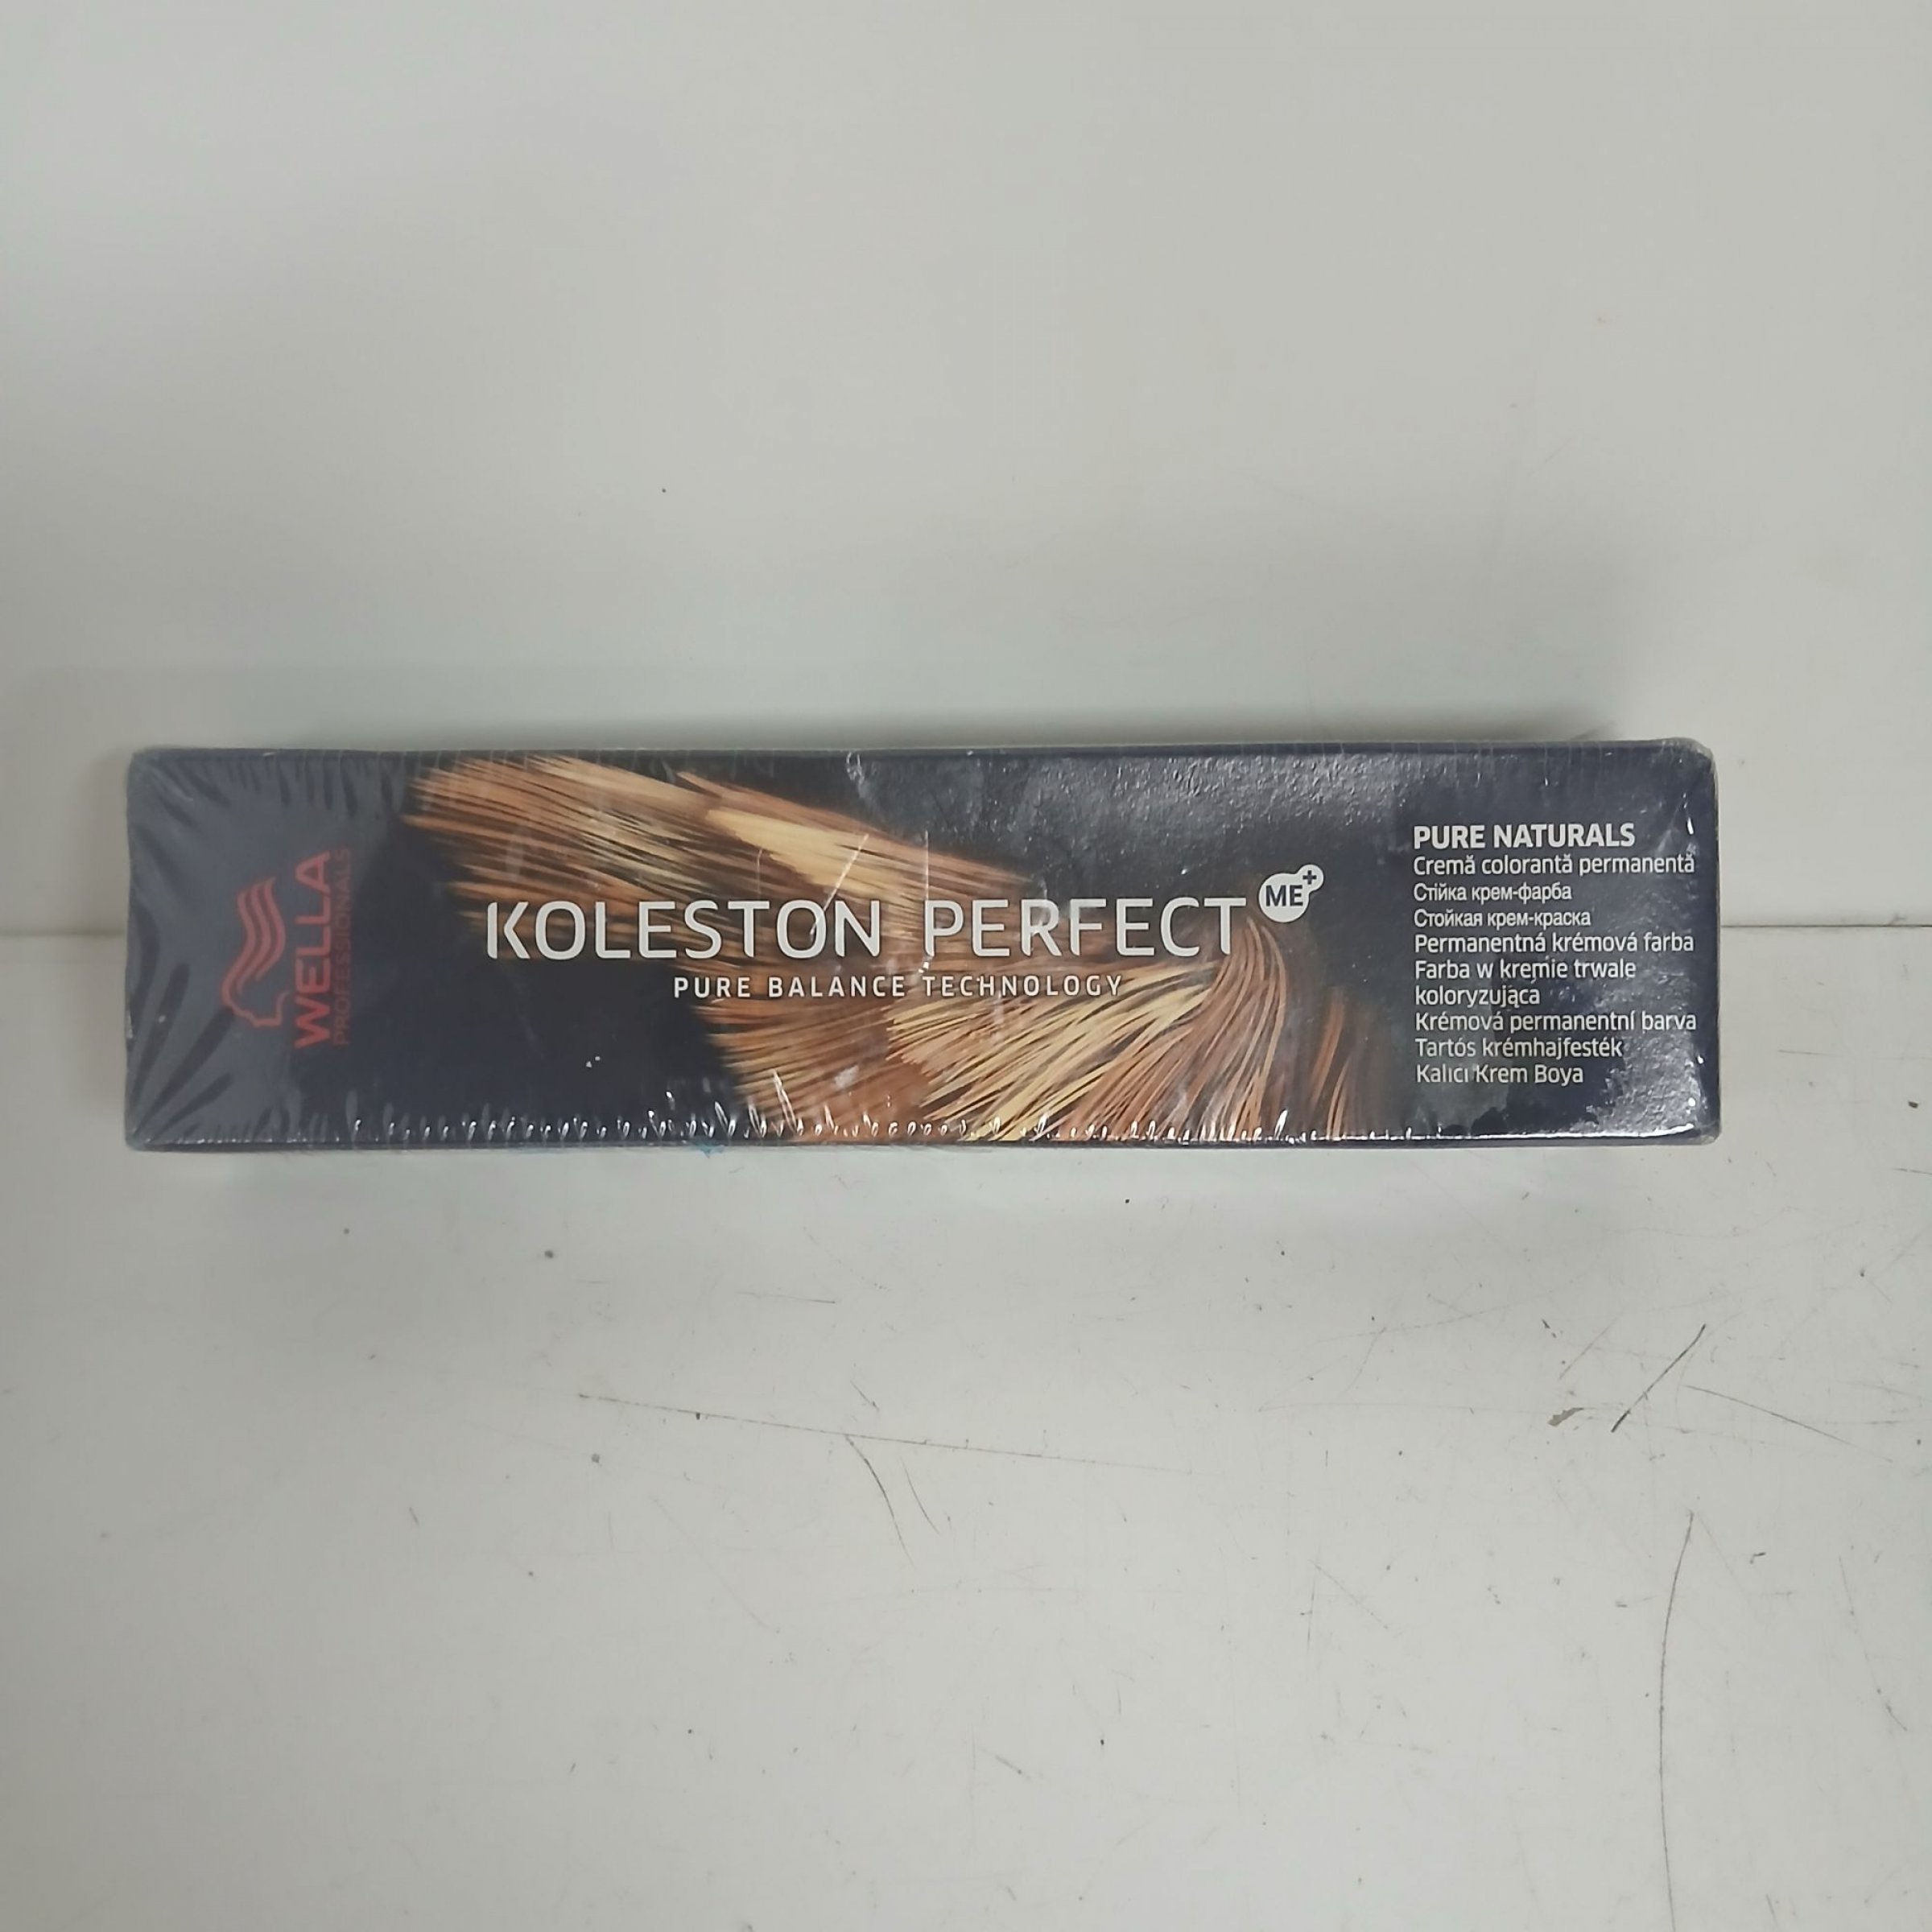 WELLA
PROFESSIONALS
KOLESTON PERFECT ME+
PURE BALANCE TECHNOLOGY
PURE NATURALS
Cremă colorantă permanentă
Стійка крем-фарба
Стойкая крем-краска
Permanentná krémová farba
Farba w kremie trwale
koloryzująca
Krémová permanentní barva
Tartós krémhajfesték
Kalıcı Krem Boya